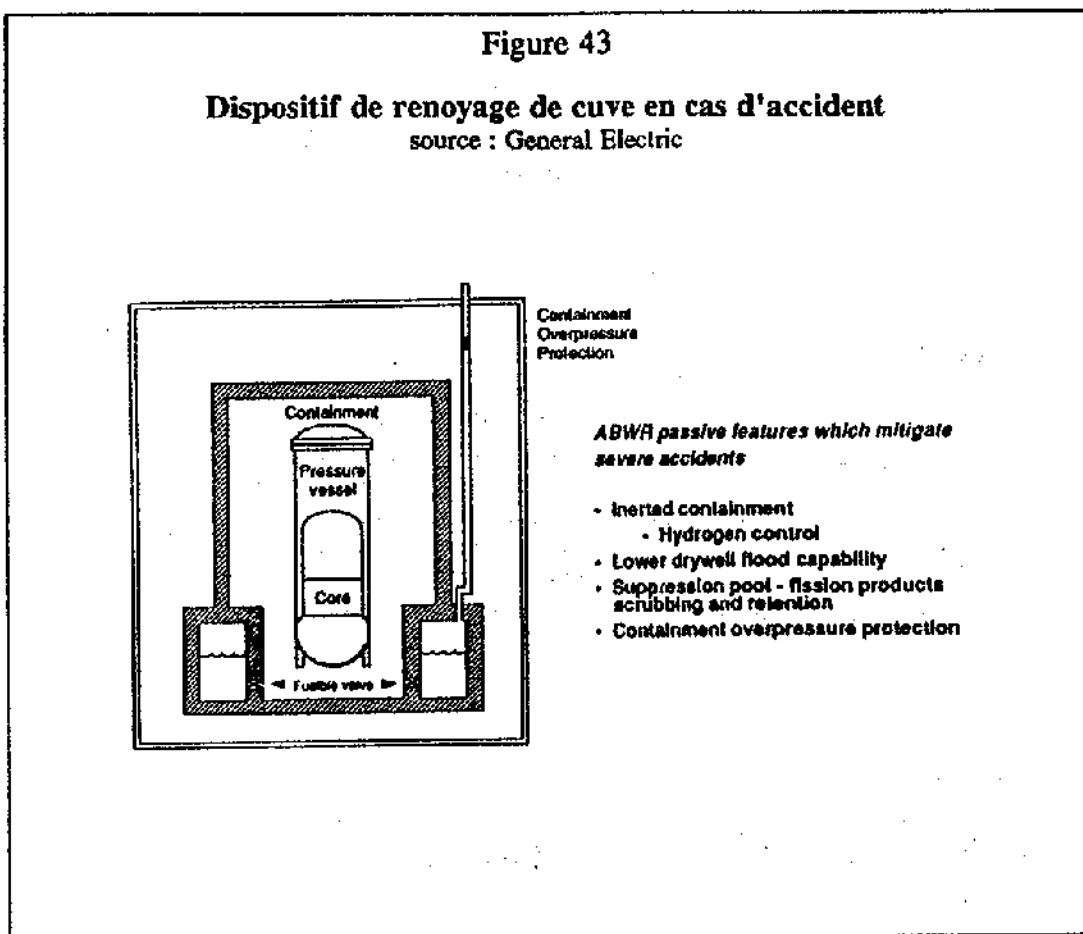 Figure 43
Dispositif de renoyage de cuve en cas d'accident
source : General Electric
Containment
Overpressure
Protection
Containment
Pressure
vessel
Core
Fusible valve
ABWR passive features which mitigate
severe accidents
- Inerted containment
- Hydrogen control
- Lower drywell flood capability
- Suppression pool - fission products
scrubbing and retention
- Containment overpressure protection